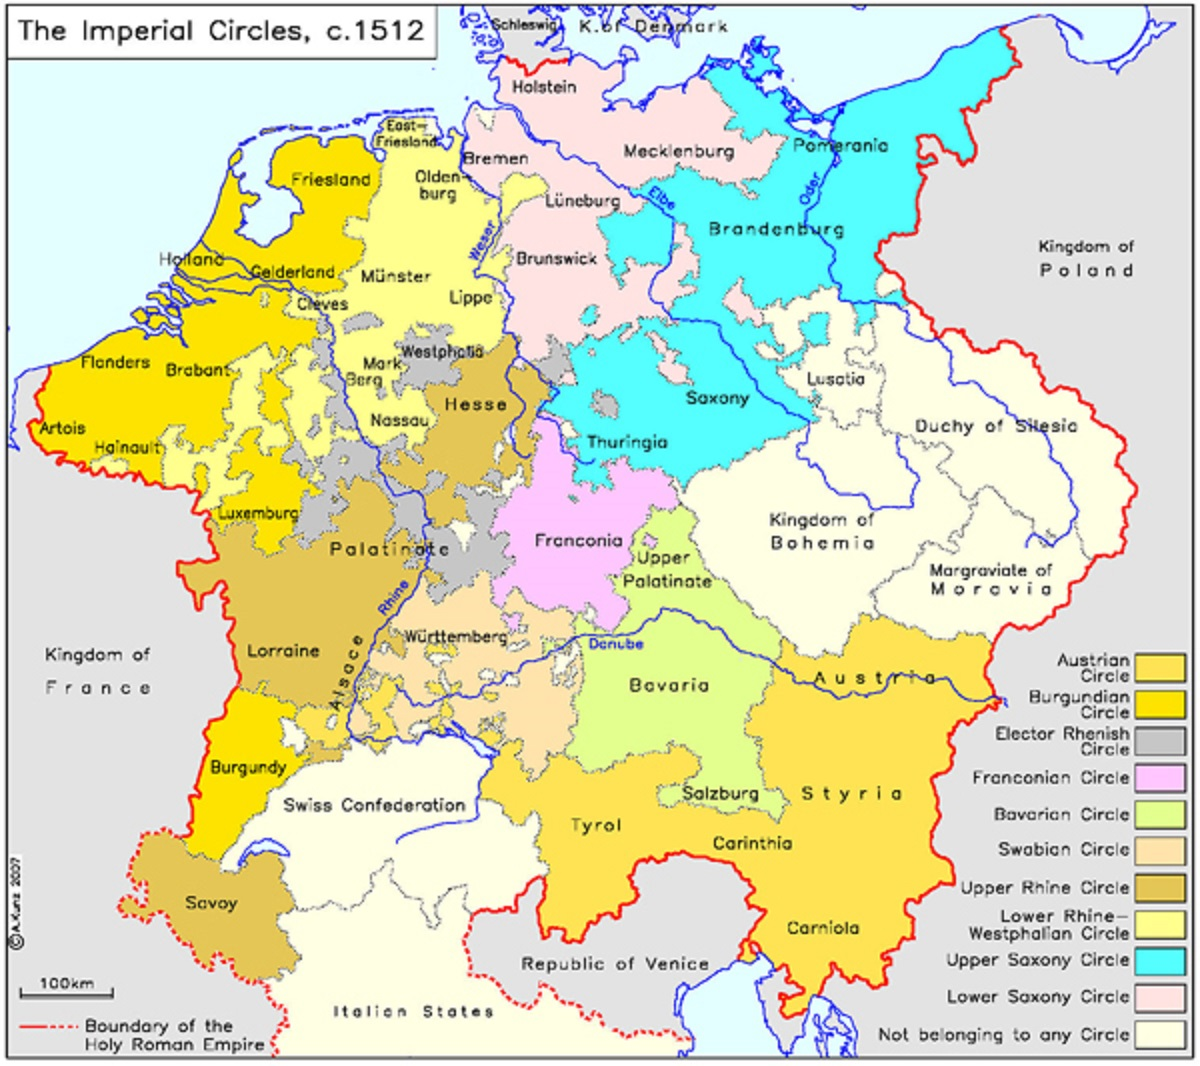 The Imperial Circles, c.1512
Schleswig
K.of Denmark
Holstein
East-
Friesland
Bremen
Mecklenburg
Pomerania
Friesland
Olden-
burg
Lüneburg
Elbe
Oder
Brandenburg
Weser
Holland
Gelderland
Münster
Brunswick
Kingdom of
Poland
Cleves
Lippe
Flanders
Brabant
Westphalia
Mark
Berg
Hesse
Saxony
Lusatia
Artois
Hainault
Nassau
Thuringia
Duchy of Silesia
Luxemburg
Palatinate
Franconia
Upper
Palatinate
Kingdom of
Bohemia
Margraviate of
Moravia
Rhine
Württemberg
Danube
Kingdom of
France
Lorraine
Alsace
Bavaria
Austria
Burgundy
Swiss Confederation
Salzburg
Styria
Tyrol
Carinthia
Savoy
Carniola
Republic of Venice
Italian States
Austrian
Circle
Burgundian
Circle
Elector Rhenish
Circle
Franconian Circle
Bavarian Circle
Swabian Circle
Upper Rhine Circle
Lower Rhine-
Westphalian Circle
Upper Saxony Circle
Lower Saxony Circle
Not belonging to any Circle
©A.Kunz 2007
100km
Boundary of the
Holy Roman Empire